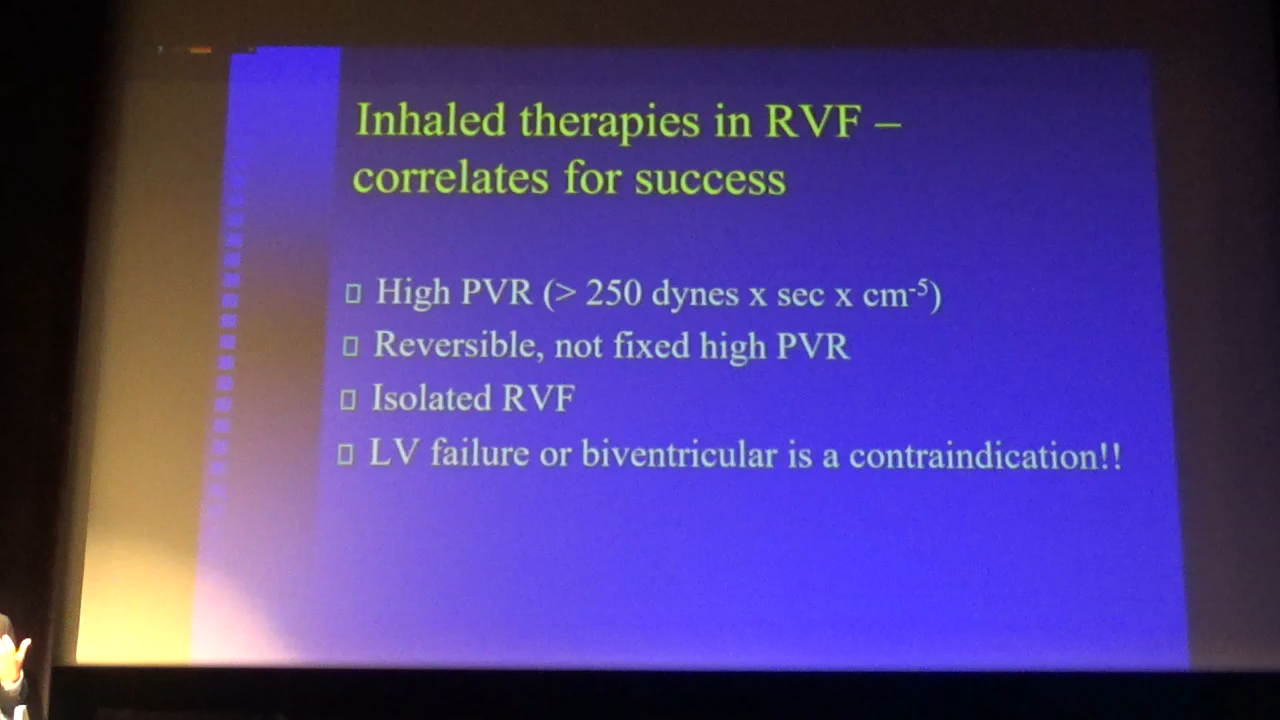 Inhaled therapies in RVF –
correlates for success
High PVR (> 250 dynes x sec x cm⁻⁵)
Reversible, not fixed high PVR
Isolated RVF
LV failure or biventricular is a contraindication!!